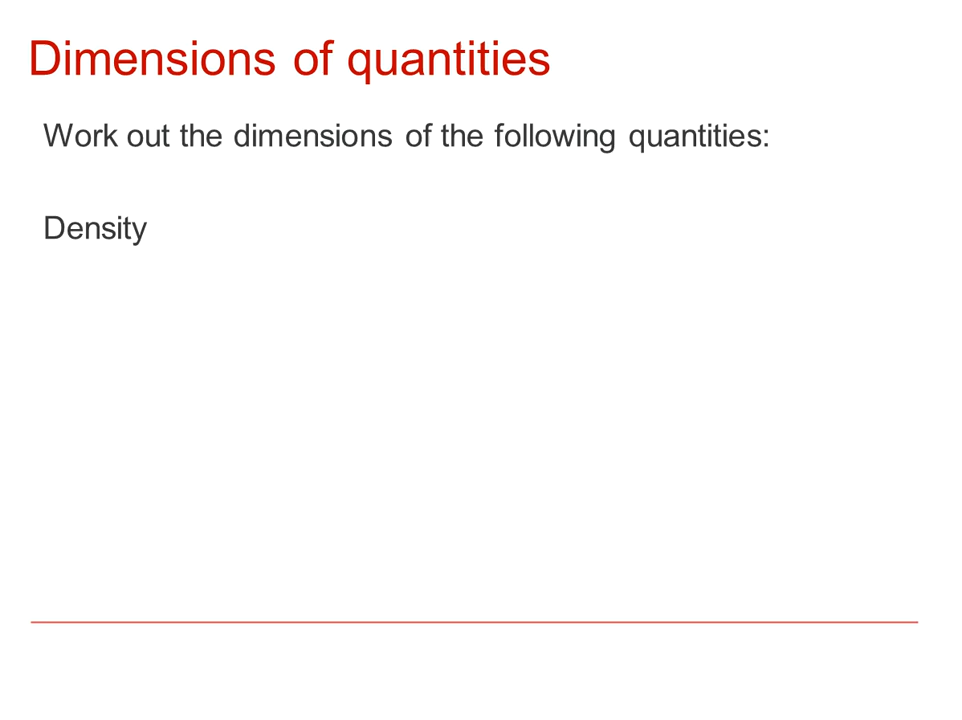 Dimensions of quantities
Work out the dimensions of the following quantities:
Density